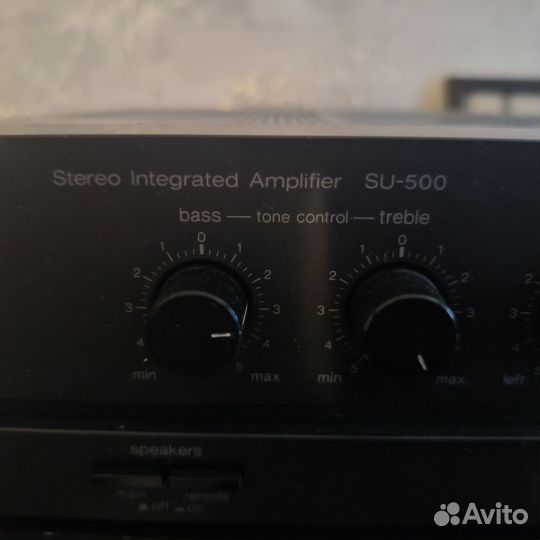 Stereo Integrated Amplifier SU-500
bass tone control treble
0 0
1 1 1 1
2 2 2 2
3 3 3 3
4 4 4
5
min max min max left
speakers
main remote
off on
Avito